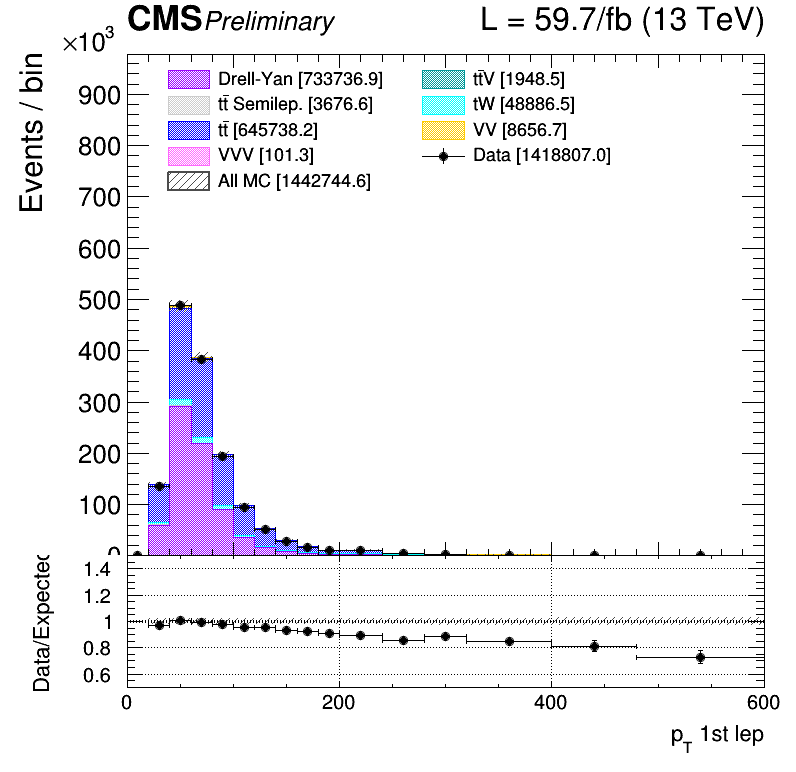 CMS Preliminary L = 59.7/fb (13 TeV)
×10³
Events / bin
Drell-Yan [733736.9]
tt̄ Semilep. [3676.6]
tt̄ [645738.2]
VVV [101.3]
All MC [1442744.6]
tt̄V [1948.5]
tW [48886.5]
VV [8656.7]
Data [1418807.0]
900
800
700
600
500
400
300
200
100
0
Data/Expected
1.4
1.2
1
0.8
0.6
0 200 400 600
p_T 1st lep